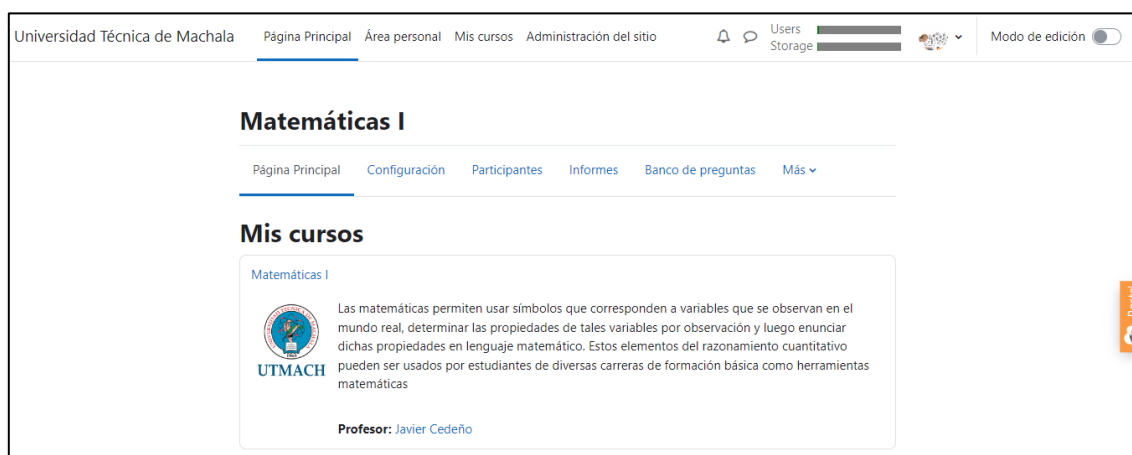 Universidad Técnica de Machala
Página Principal Área personal Mis cursos Administración del sitio
Users
Storage
Modo de edición
Matemáticas I
Página Principal Configuración Participantes Informes Banco de preguntas Más
Mis cursos
Matemáticas I
Las matemáticas permiten usar símbolos que corresponden a variables que se observan en el
mundo real, determinar las propiedades de tales variables por observación y luego enunciar
dichas propiedades en lenguaje matemático. Estos elementos del razonamiento cuantitativo
pueden ser usados por estudiantes de diversas carreras de formación básica como herramientas
matemáticas
UTMACH
Profesor: Javier Cedeño